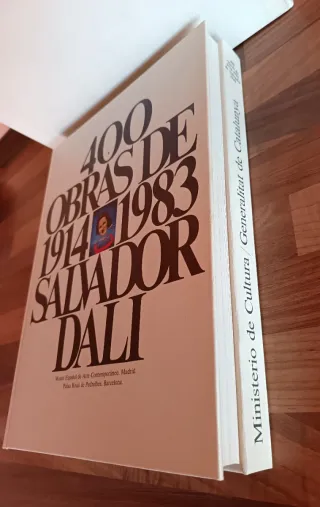 400
OBRAS DE
1914 1983
SALVADOR
DALI
Museo Español de Arte Contemporáneo. Madrid.
Palau Reial de Pedralbes. Barcelona.
Ministerio de Cultura / Generalitat de Catalunya